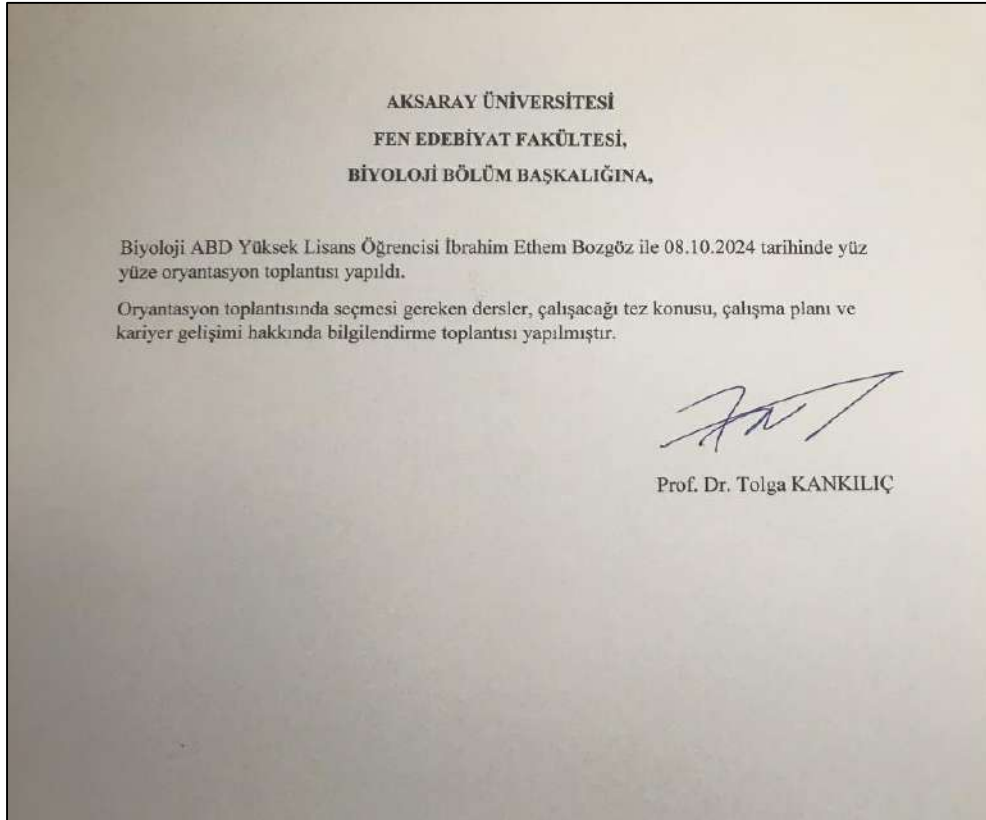 AKSARAY ÜNİVERSİTESİ
FEN EDEBİYAT FAKÜLTESİ,
BİYOLOJİ BÖLÜM BAŞKALIĞINA,
Biyoloji ABD Yüksek Lisans Öğrencisi İbrahim Ethem Bozgöz ile 08.10.2024 tarihinde yüz
yüze oryantasyon toplantısı yapıldı.
Oryantasyon toplantısında seçmesi gereken dersler, çalışacağı tez konusu, çalışma planı ve
kariyer gelişimi hakkında bilgilendirme toplantısı yapılmıştır.
Prof. Dr. Tolga KANKILIÇ